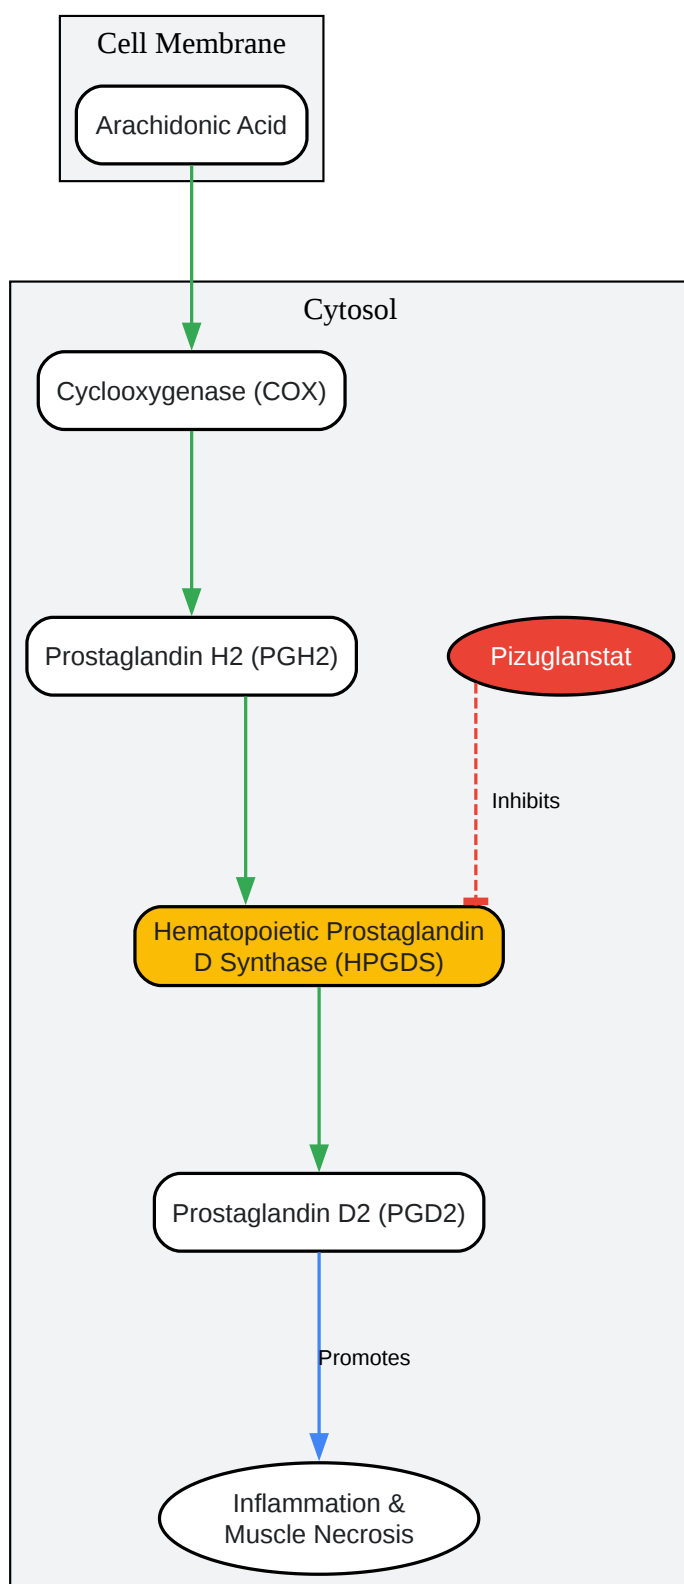 Cell Membrane
Arachidonic Acid
Cytosol
Cyclooxygenase (COX)
Prostaglandin H2 (PGH2)
Pizuglanstat
Inhibits
Hematopoietic Prostaglandin
D Synthase (HPGDS)
Prostaglandin D2 (PGD2)
Promotes
Inflammation &
Muscle Necrosis